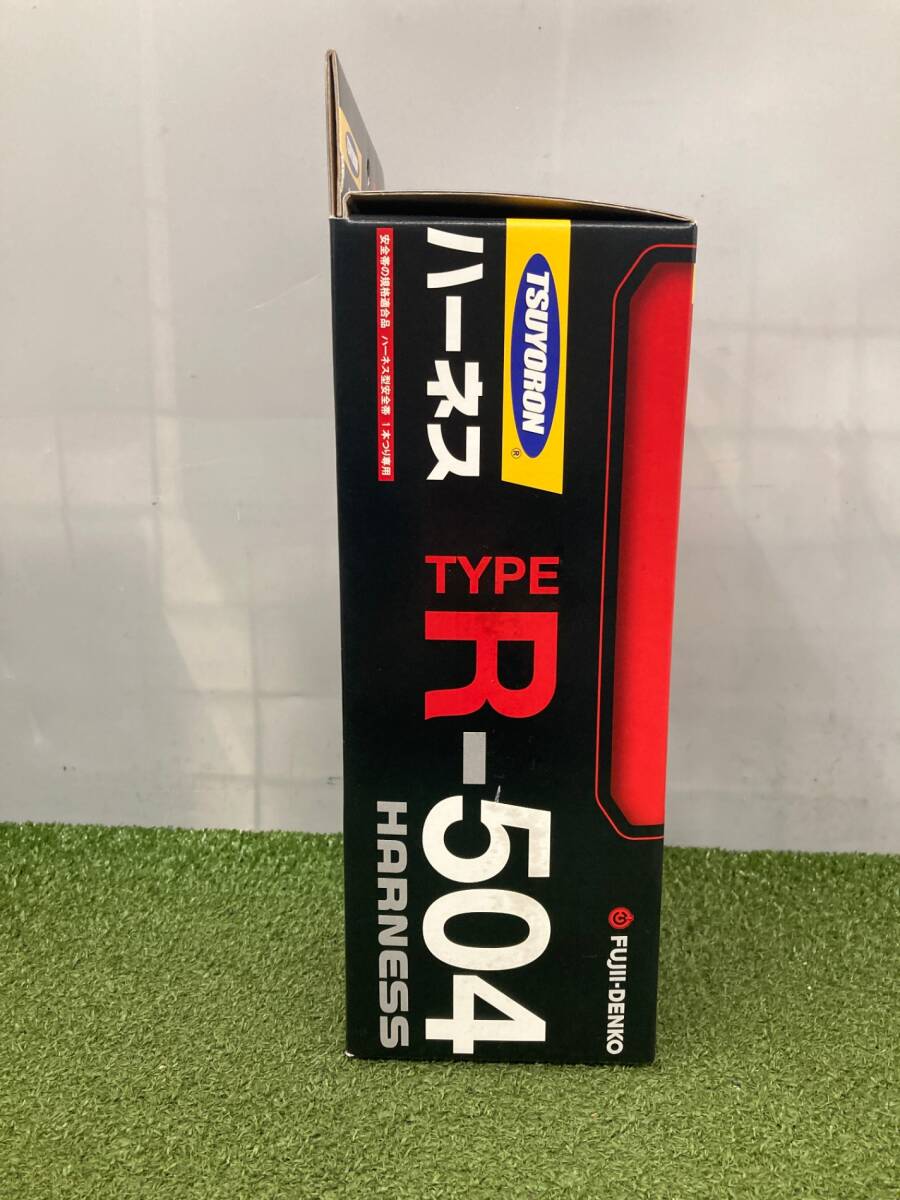 TSUYORON
®
ハーネス
安全帯の規格適合品 ハーネス型安全帯 1本つり専用
TYPE
R-504
HARNESS
FUJII-DENKO